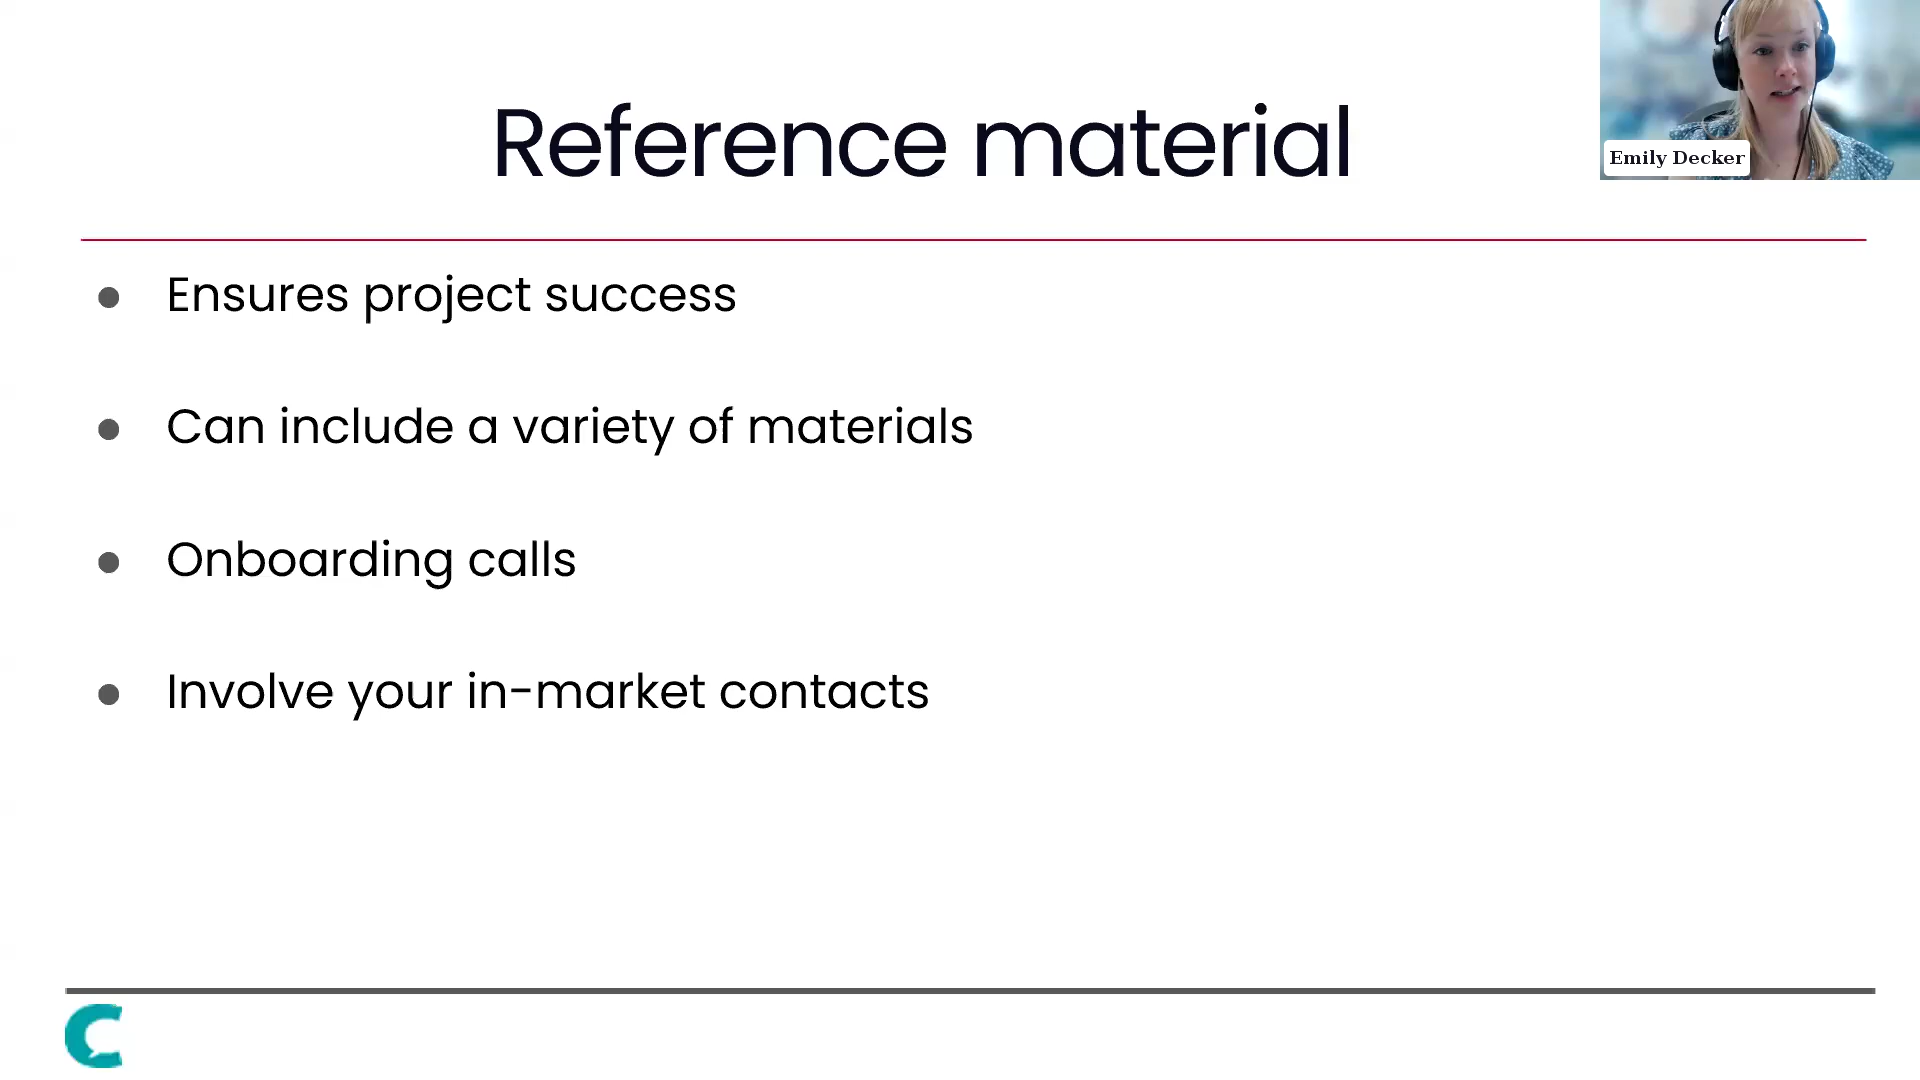 Reference material
Emily Decker
Ensures project success
Can include a variety of materials
Onboarding calls
Involve your in-market contacts